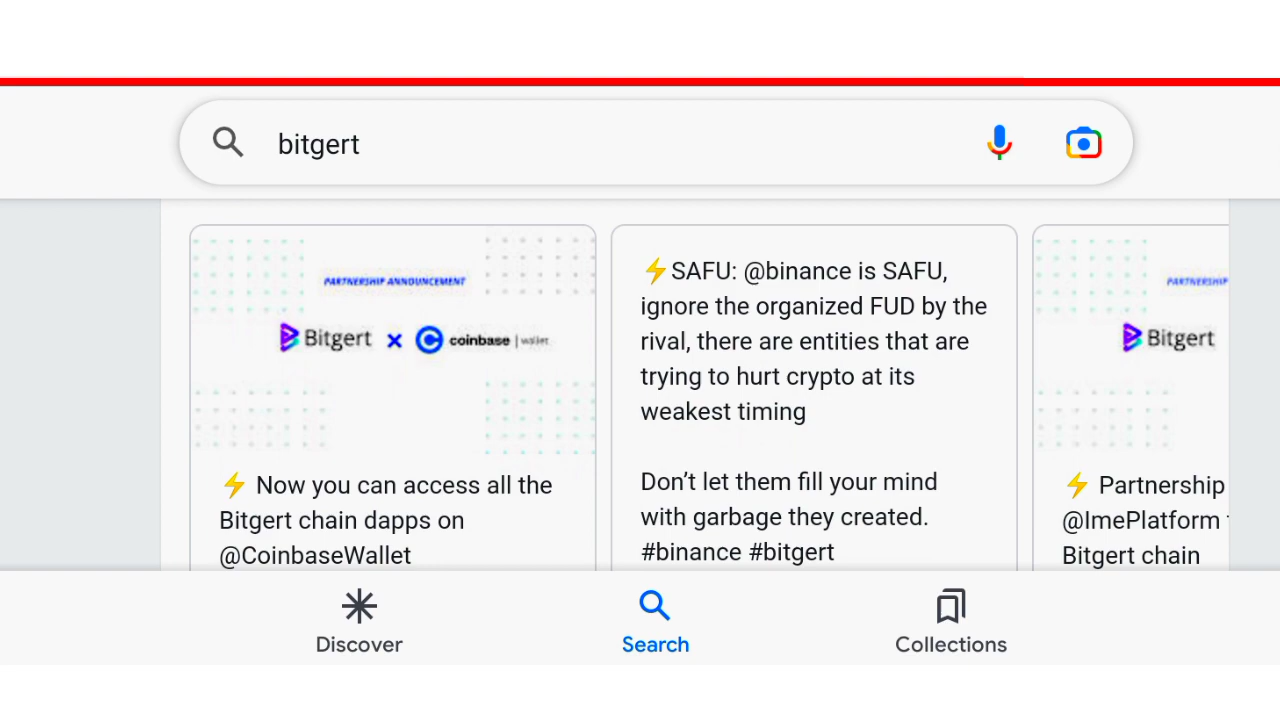 bitgert
PARTNERSHIP ANNOUNCEMENT
Bitgert x coinbase | wallet
⚡ Now you can access all the
Bitgert chain dapps on
@CoinbaseWallet
⚡SAFU: @binance is SAFU,
ignore the organized FUD by the
rival, there are entities that are
trying to hurt crypto at its
weakest timing
Don’t let them fill your mind
with garbage they created.
#binance #bitgert
PARTNERSHIP
Bitgert
⚡ Partnership
@ImePlatform
Bitgert chain
Discover
Search
Collections